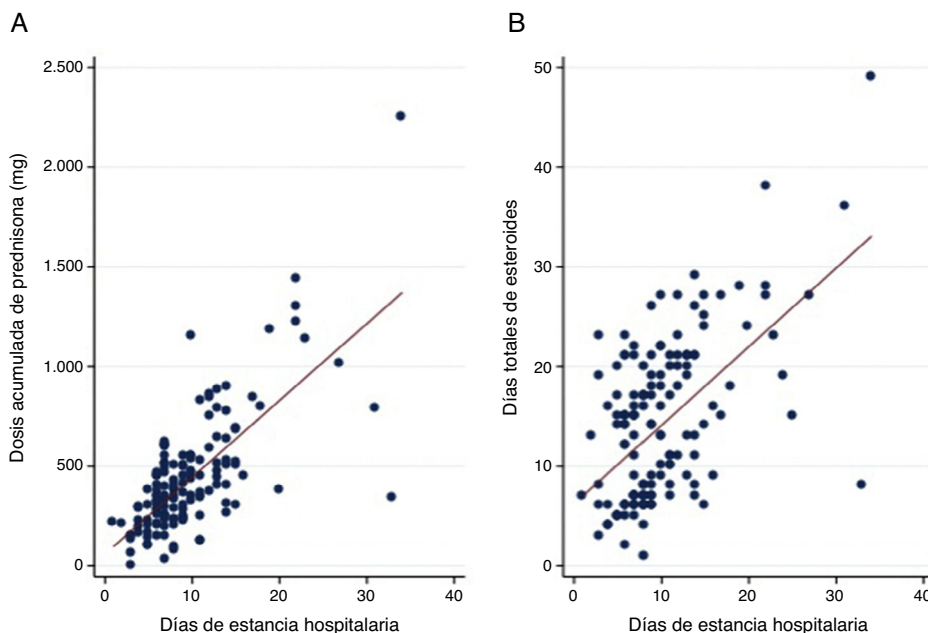 A
2.500
2.000
1.500
1.000
500
0
Dosis acumulada de prednisona (mg)
0 10 20 30 40
Días de estancia hospitalaria
B
50
40
30
20
10
0
Días totales de esteroides
0 10 20 30 40
Días de estancia hospitalaria